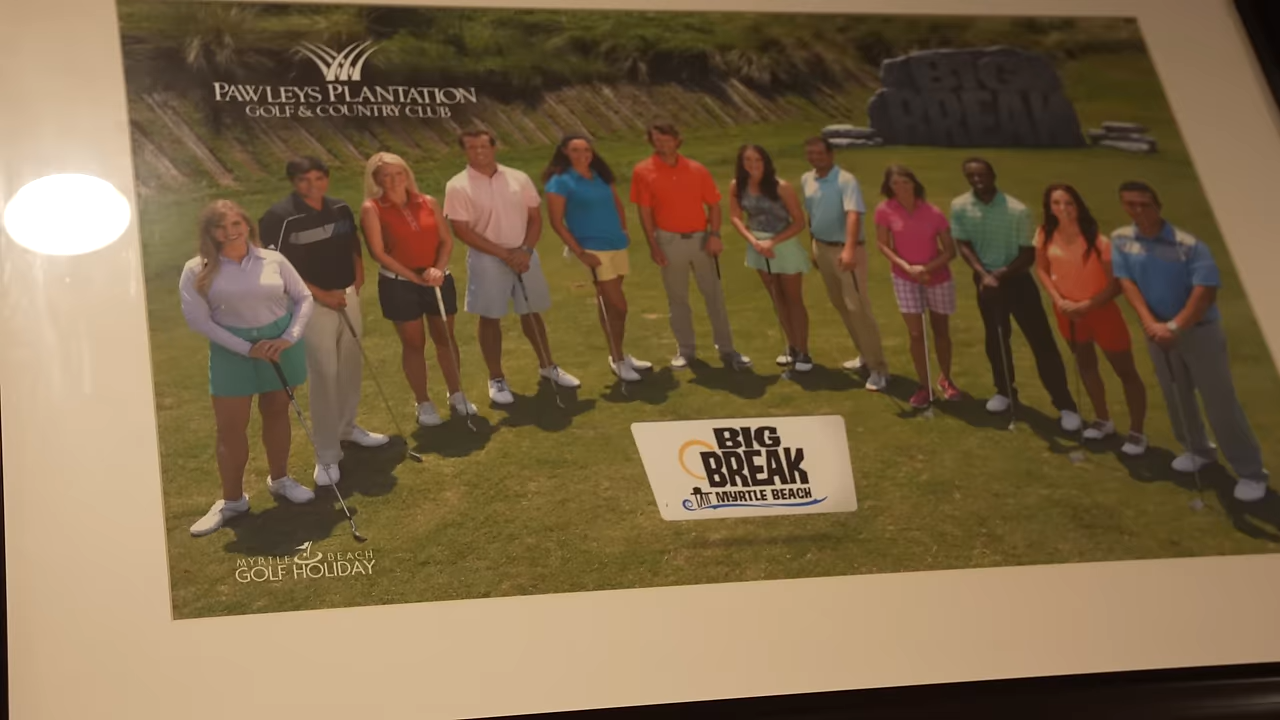 PAWLEYS PLANTATION
GOLF & COUNTRY CLUB
BIG
BREAK
BIG
BREAK
MYRTLE BEACH
MYRTLE BEACH
GOLF HOLIDAY